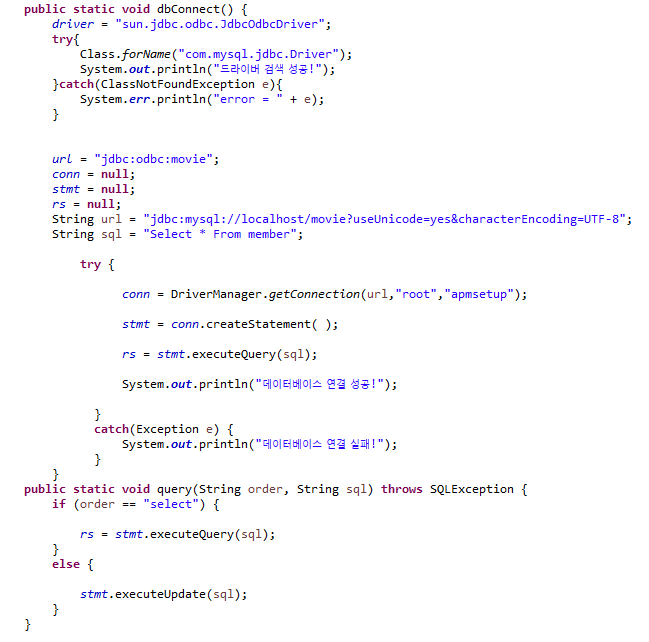 public static void dbConnect() {
driver = "sun.jdbc.odbc.JdbcOdbcDriver";
try{
Class.forName("com.mysql.jdbc.Driver");
System.out.println("드라이버 검색 성공!");
}catch(ClassNotFoundException e){
System.err.println("error = " + e);
}
url = "jdbc:odbc:movie";
conn = null;
stmt = null;
rs = null;
String url = "jdbc:mysql://localhost/movie?useUnicode=yes&characterEncoding=UTF-8";
String sql = "Select * From member";
try {
conn = DriverManager.getConnection(url,"root","apmsetup");
stmt = conn.createStatement( );
rs = stmt.executeQuery(sql);
System.out.println("데이터베이스 연결 성공!");
}
catch(Exception e) {
System.out.println("데이터베이스 연결 실패!");
}
}
public static void query(String order, String sql) throws SQLException {
if (order == "select") {
rs = stmt.executeQuery(sql);
}
else {
stmt.executeUpdate(sql);
}
}